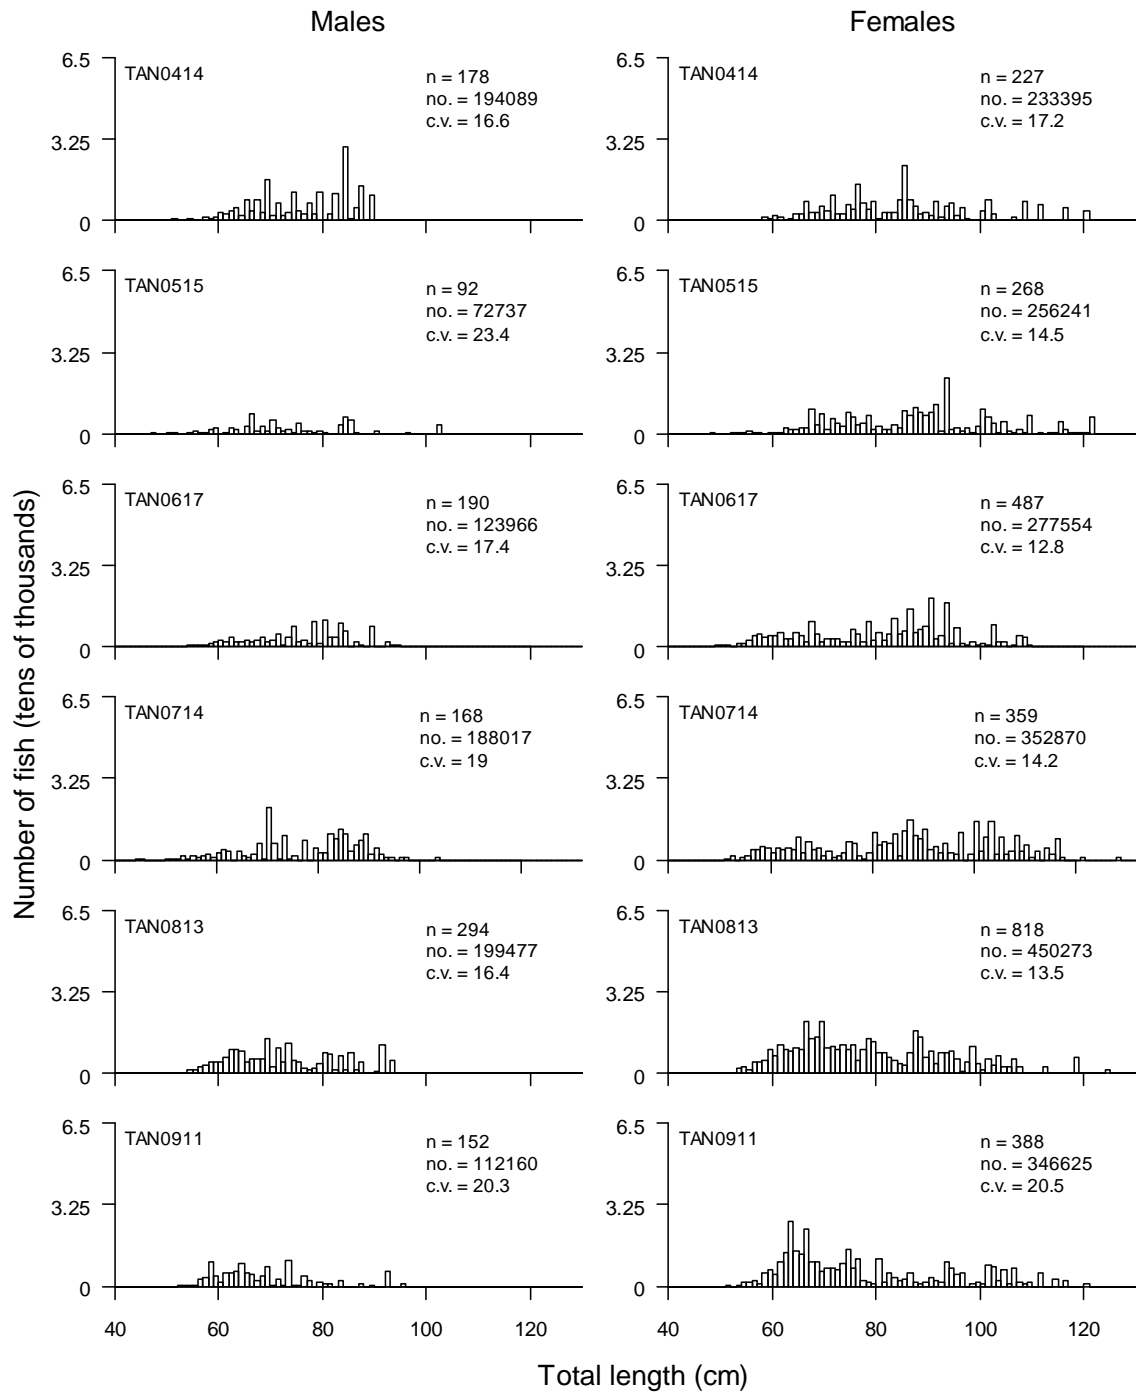 Males
Females
6.5
TAN0414
n = 178
no. = 194089
c.v. = 16.6
3.25
0
6.5
TAN0414
n = 227
no. = 233395
c.v. = 17.2
3.25
0
6.5
TAN0515
n = 92
no. = 72737
c.v. = 23.4
3.25
0
6.5
TAN0515
n = 268
no. = 256241
c.v. = 14.5
3.25
0
6.5
TAN0617
n = 190
no. = 123966
c.v. = 17.4
3.25
0
6.5
TAN0617
n = 487
no. = 277554
c.v. = 12.8
3.25
0
6.5
TAN0714
n = 168
no. = 188017
c.v. = 19
3.25
0
6.5
TAN0714
n = 359
no. = 352870
c.v. = 14.2
3.25
0
6.5
TAN0813
n = 294
no. = 199477
c.v. = 16.4
3.25
0
6.5
TAN0813
n = 818
no. = 450273
c.v. = 13.5
3.25
0
6.5
TAN0911
n = 152
no. = 112160
c.v. = 20.3
3.25
0
6.5
TAN0911
n = 388
no. = 346625
c.v. = 20.5
3.25
0
40 60 80 100 120
40 60 80 100 120
Number of fish (tens of thousands)
Total length (cm)